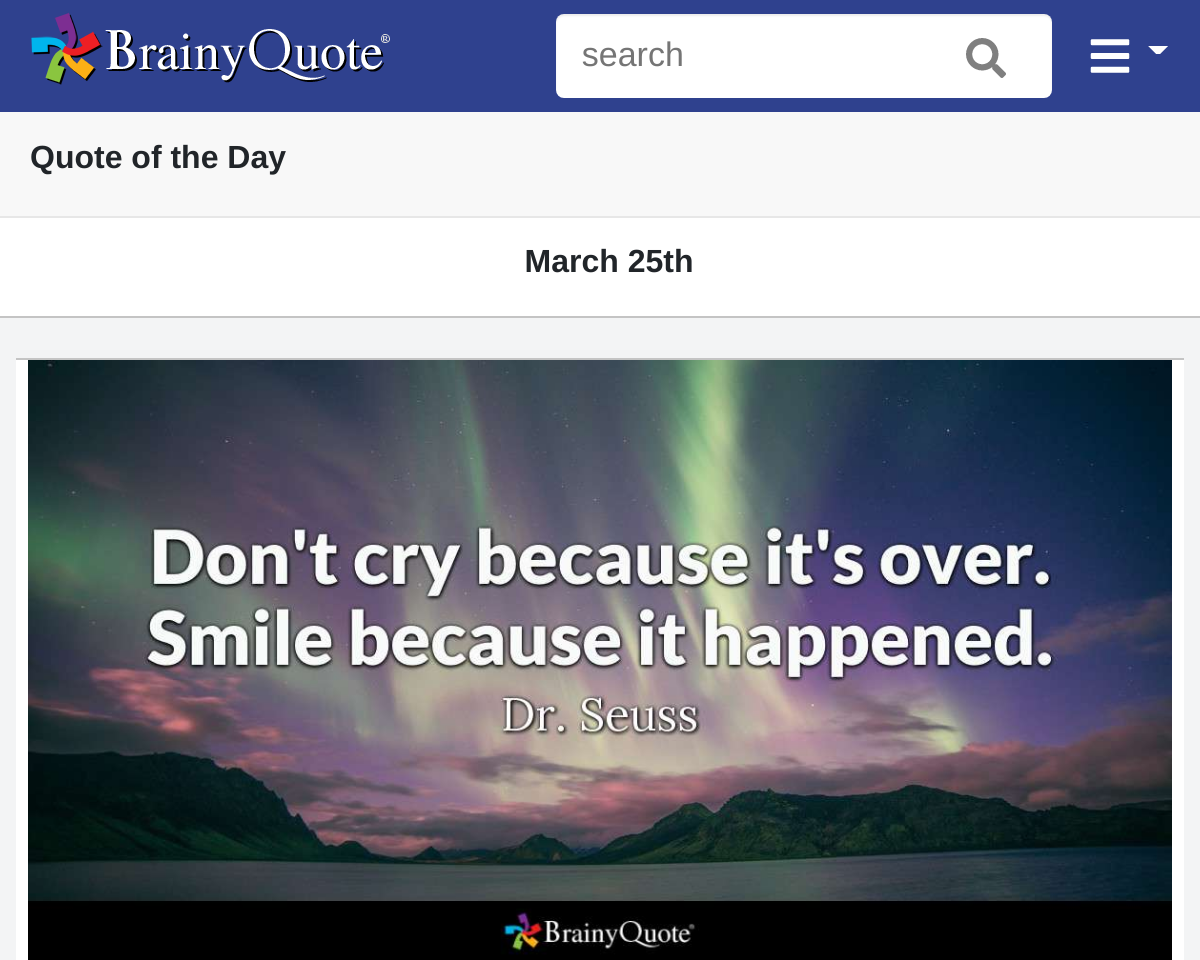 BrainyQuote®
search
Quote of the Day
March 25th
Don't cry because it's over.
Smile because it happened.
Dr. Seuss
BrainyQuote®